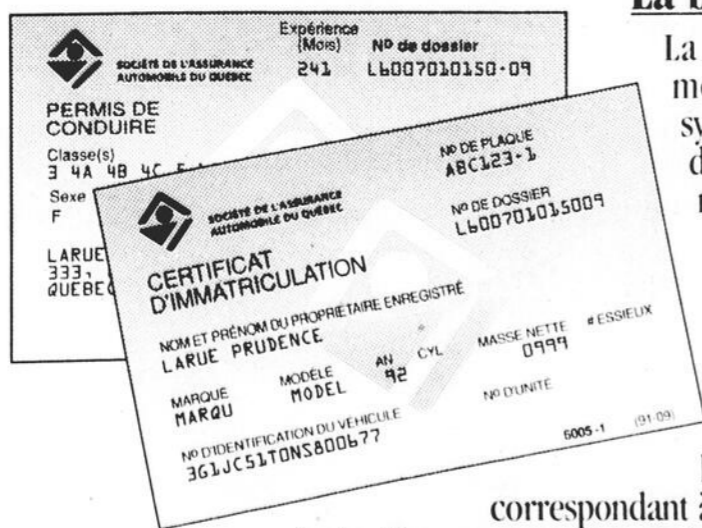 SOCIÉTÉ DE L'ASSURANCE
AUTOMOBILE DU QUÉBEC
Expérience
(Mois)
241
Nº de dossier
L6007010150-09
PERMIS DE
CONDUIRE
Classe(s)
3 4A 4B 4C
Sexe
F
LARUE
333,
SOCIÉTÉ DE L'ASSURANCE
AUTOMOBILE DU QUÉBEC
Nº DE PLAQUE
ABC123-1
Nº DE DOSSIER
L600701015009
CERTIFICAT
D'IMMATRICULATION
NOM ET PRÉNOM DU PROPRIÉTAIRE ENREGISTRÉ
LARUE PRUDENCE
MARQUE MODÈLE AN CYL MASSE NETTE # ESSIEUX
MARQU MODEL 92 0999
Nº D'IDENTIFICATION DU VÉHICULE Nº D'UNITÉ
3G1JC51TONS800677
6005-1 (91-09)
La
La
correspondant